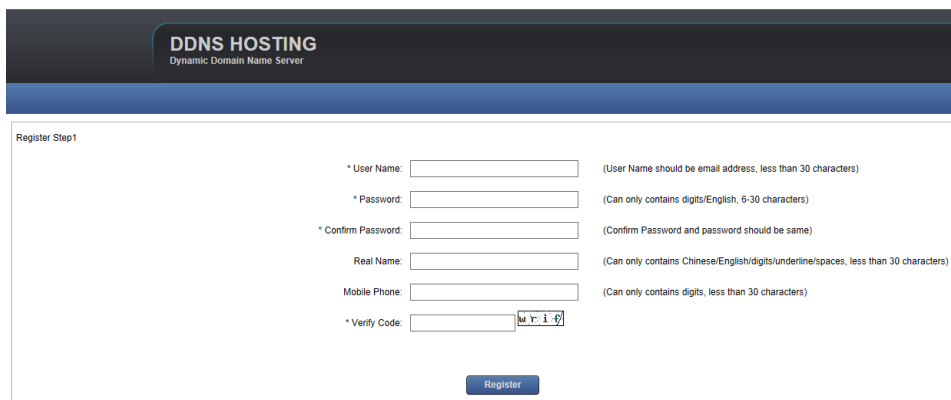 DDNS HOSTING
Dynamic Domain Name Server
Register Step1
* User Name: (User Name should be email address, less than 30 characters)
* Password: (Can only contains digits/English, 6-30 characters)
* Confirm Password: (Confirm Password and password should be same)
Real Name: (Can only contains Chinese/English/digits/underline/spaces, less than 30 characters)
Mobile Phone: (Can only contains digits, less than 30 characters)
* Verify Code: w r i f
Register